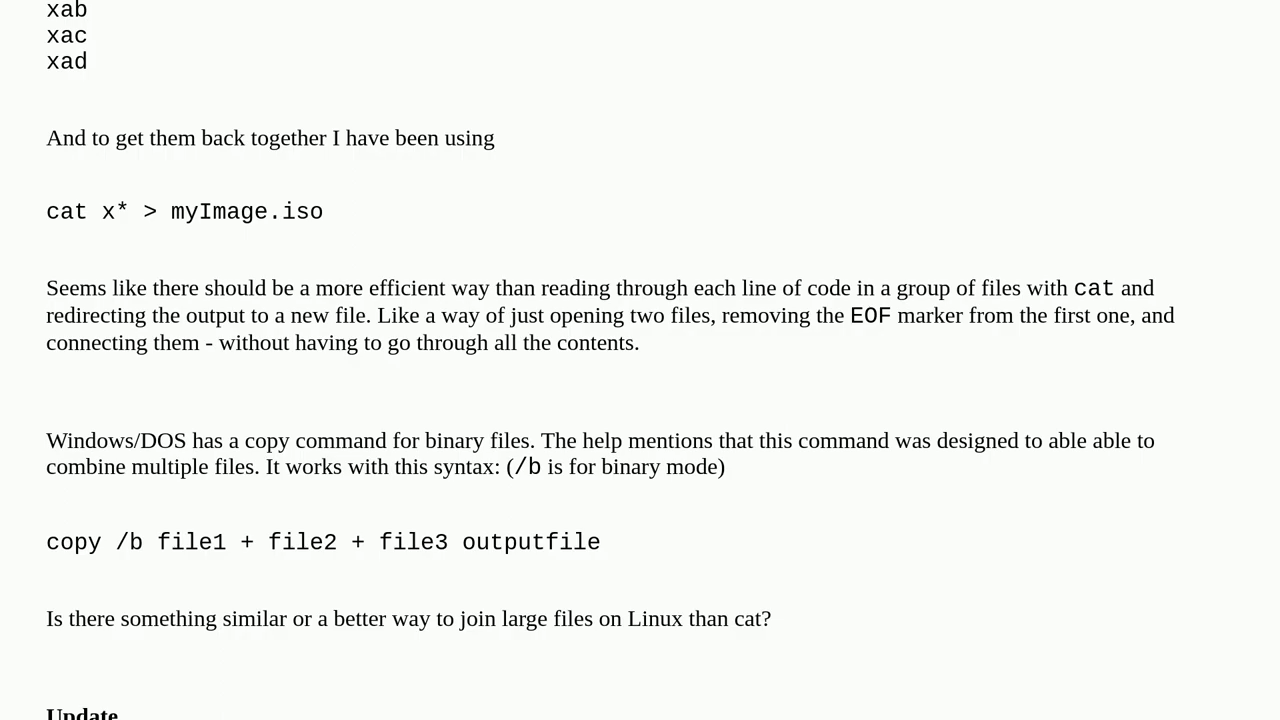 xab
xac
xad
And to get them back together I have been using
cat x* > myImage.iso
Seems like there should be a more efficient way than reading through each line of code in a group of files with cat and
redirecting the output to a new file. Like a way of just opening two files, removing the EOF marker from the first one, and
connecting them - without having to go through all the contents.
Windows/DOS has a copy command for binary files. The help mentions that this command was designed to able able to
combine multiple files. It works with this syntax: (/b is for binary mode)
copy /b file1 + file2 + file3 outputfile
Is there something similar or a better way to join large files on Linux than cat?
Update